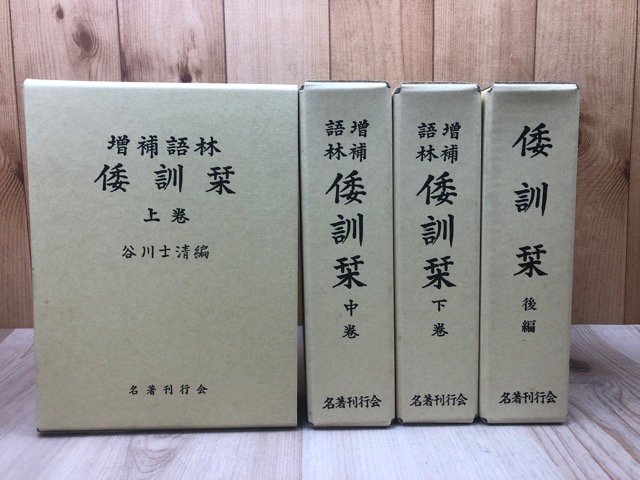 増補語林
倭訓栞
上巻
谷川士清編
名著刊行会
増補
語林
倭訓栞
中巻
名著刊行会
増補
語林
倭訓栞
下巻
名著刊行会
倭訓栞
後編
名著刊行会